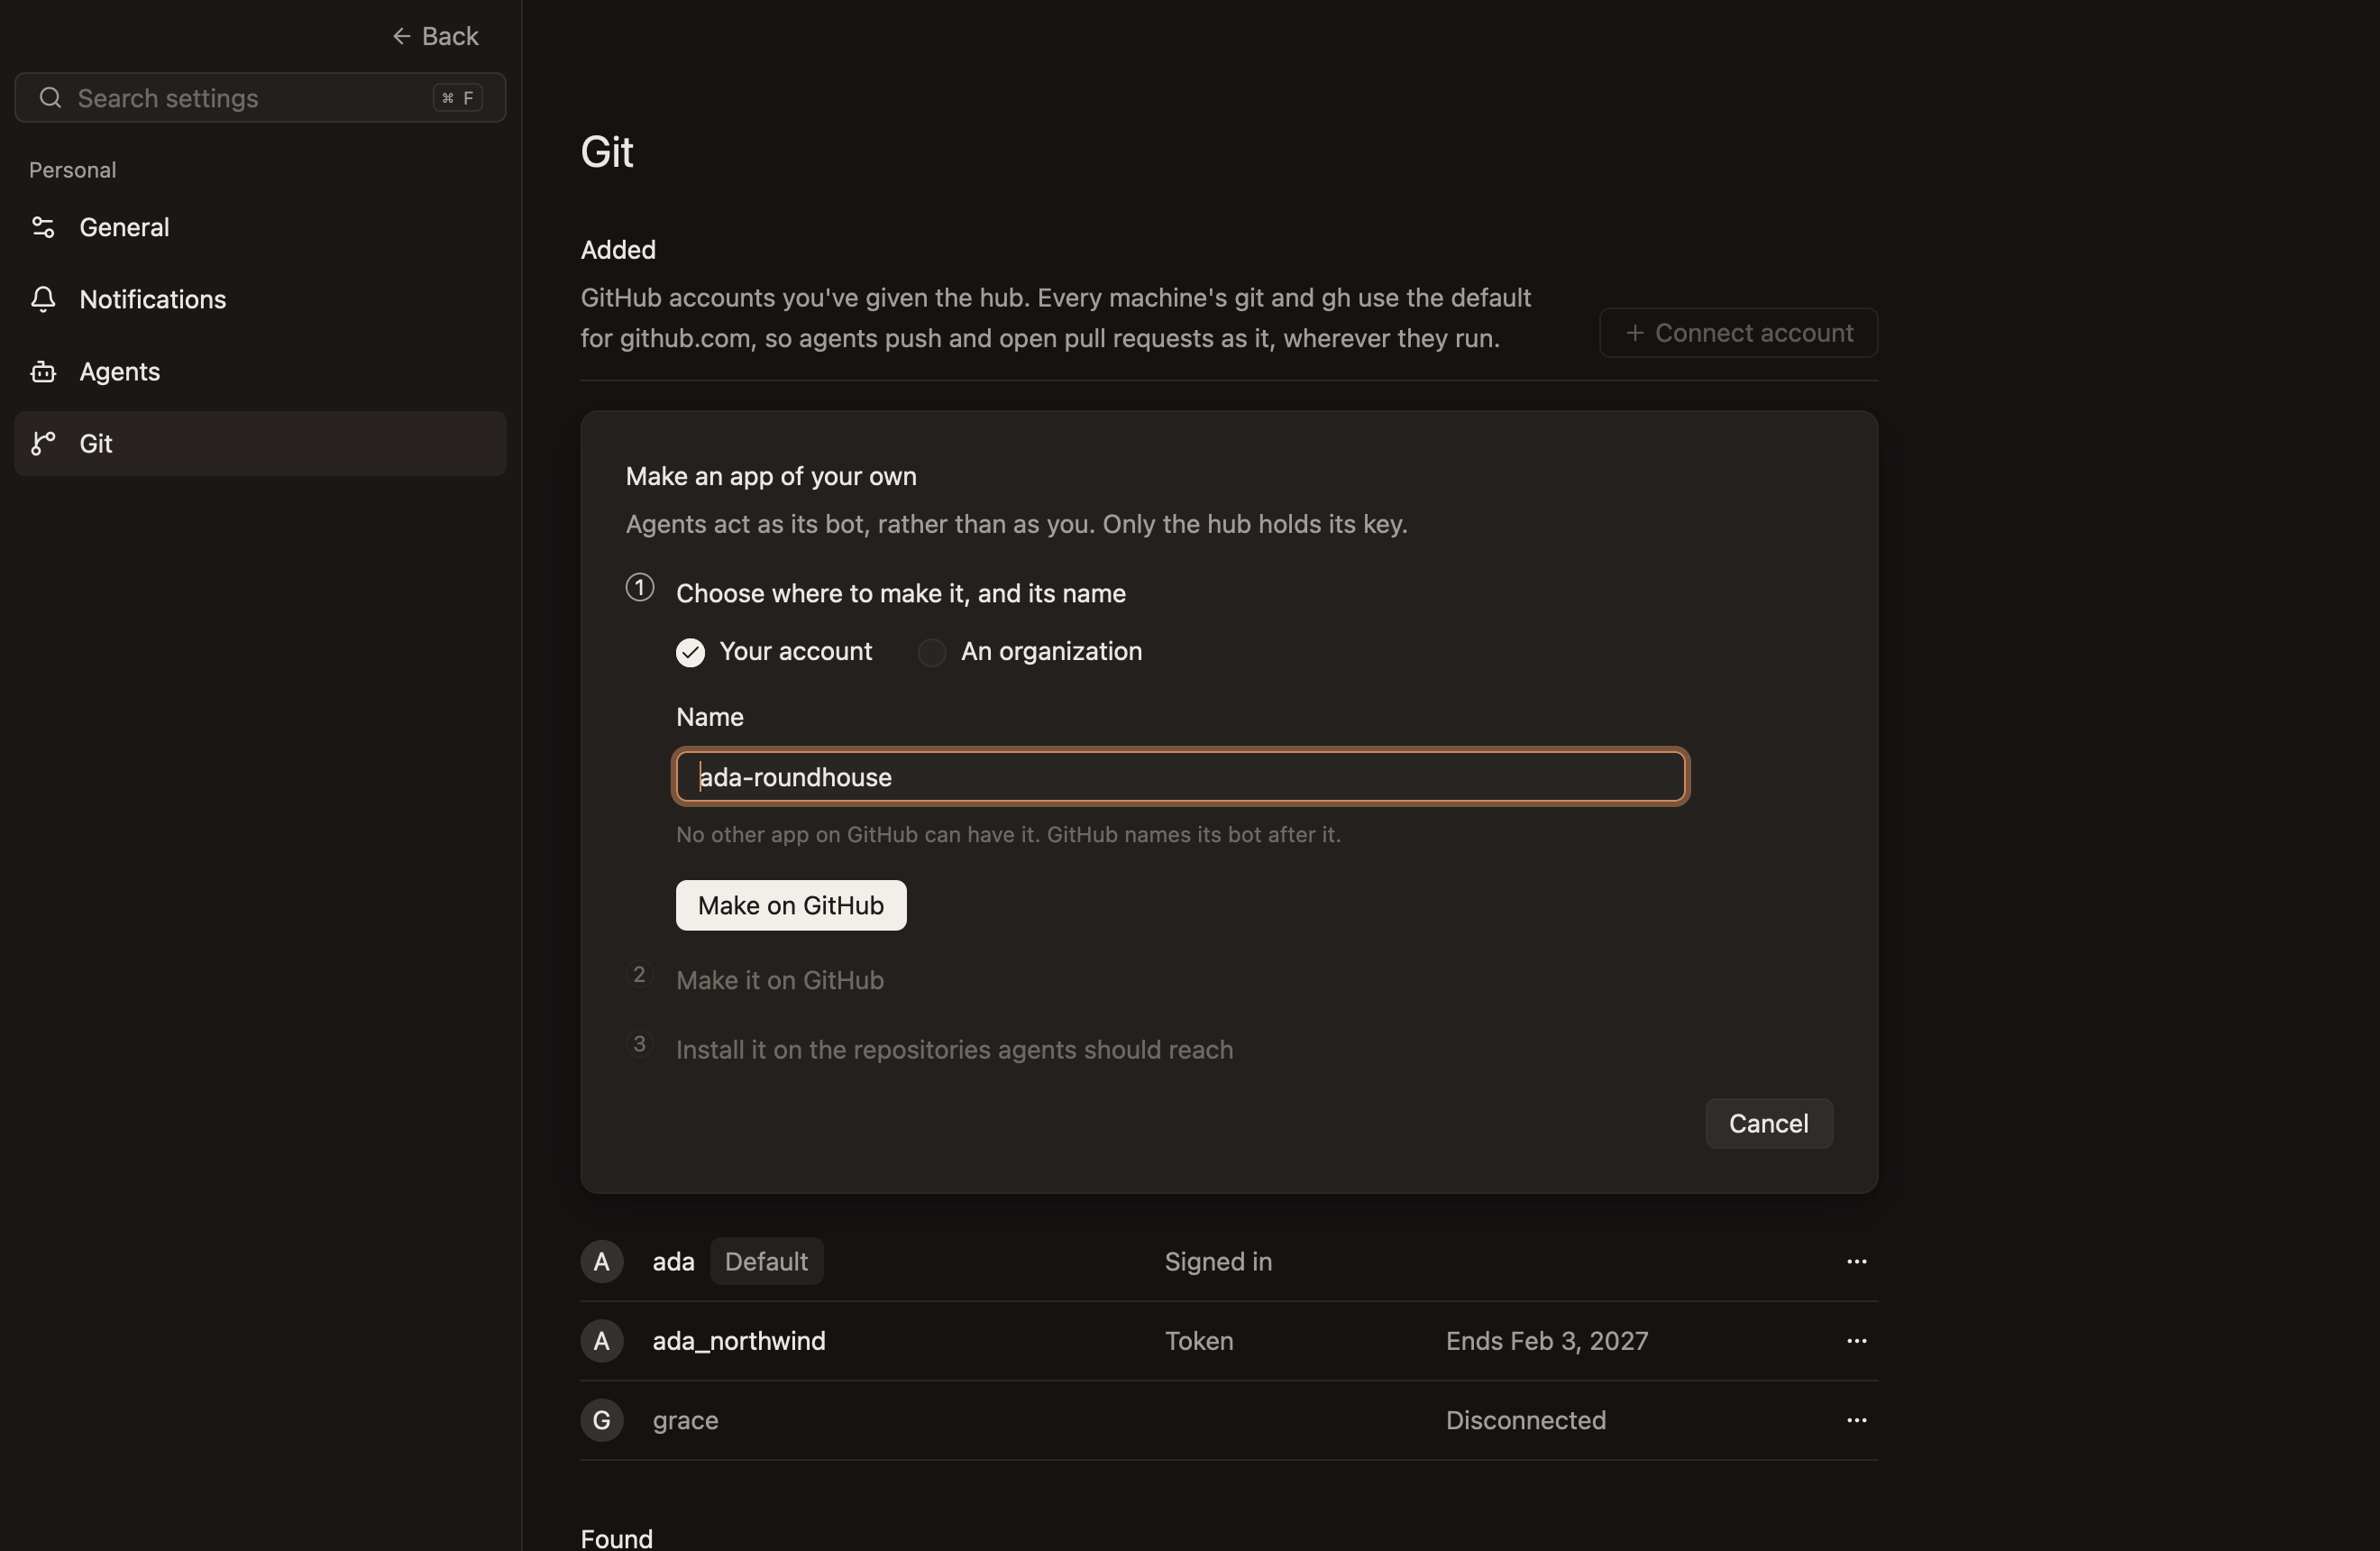 ← Back
Search settings
⌘ F
Personal
General
Notifications
Agents
Git
Git
Added
GitHub accounts you've given the hub. Every machine's git and gh use the default
for github.com, so agents push and open pull requests as it, wherever they run.
+ Connect account
Make an app of your own
Agents act as its bot, rather than as you. Only the hub holds its key.
1 Choose where to make it, and its name
Your account An organization
Name
ada-roundhouse
No other app on GitHub can have it. GitHub names its bot after it.
Make on GitHub
2 Make it on GitHub
3 Install it on the repositories agents should reach
Cancel
A ada Default Signed in ...
A ada_northwind Token Ends Feb 3, 2027 ...
G grace Disconnected ...
Found